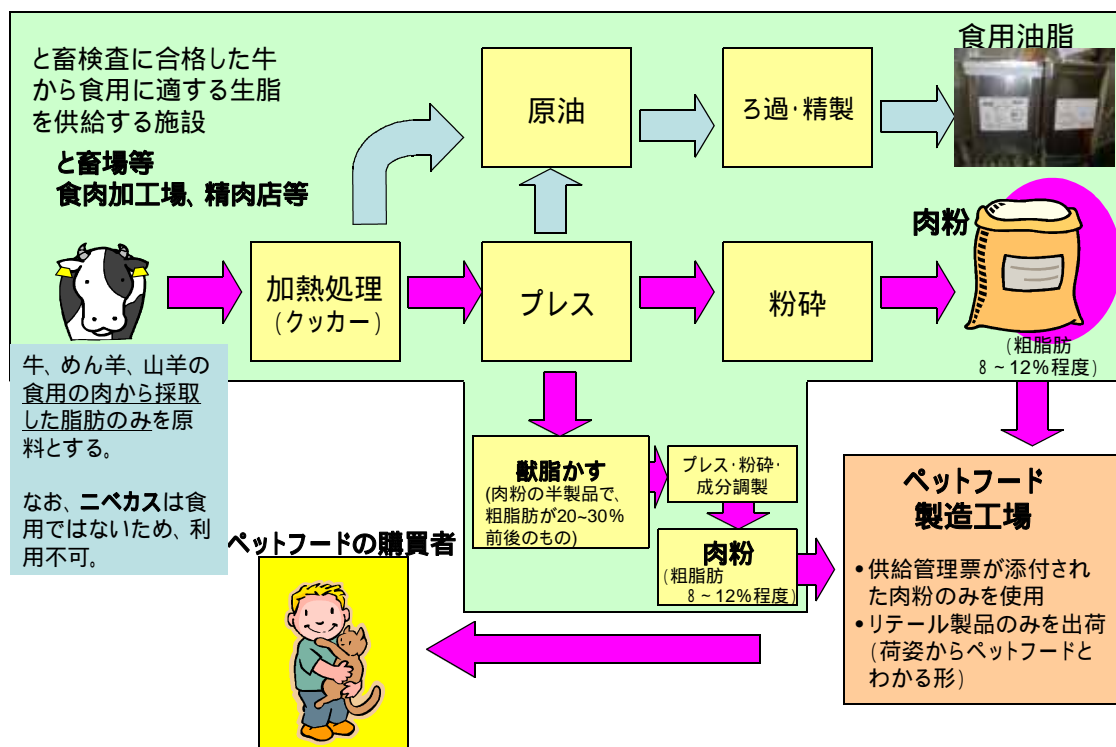 と畜検査に合格した牛
から食用に適する生脂
を供給する施設
と畜場等
食肉加工場、精肉店等
原油
ろ過・精製
食用油脂
加熱処理
(クッカー)
プレス
粉砕
肉粉
(粗脂肪
8～12%程度)
牛、めん羊、山羊の
食用の肉から採取
した脂肪のみを原
料とする。
なお、ニベカスは食
用ではないため、利
用不可。
獣脂かす
(肉粉の半製品で、
粗脂肪が20~30%
前後のもの)
プレス・粉砕・
成分調製
肉粉
(粗脂肪
8～12%程度)
ペットフード
製造工場
•供給管理票が添付され
た肉粉のみを使用
•リテール製品のみを出荷
(荷姿からペットフードと
わかる形)
ペットフードの購買者